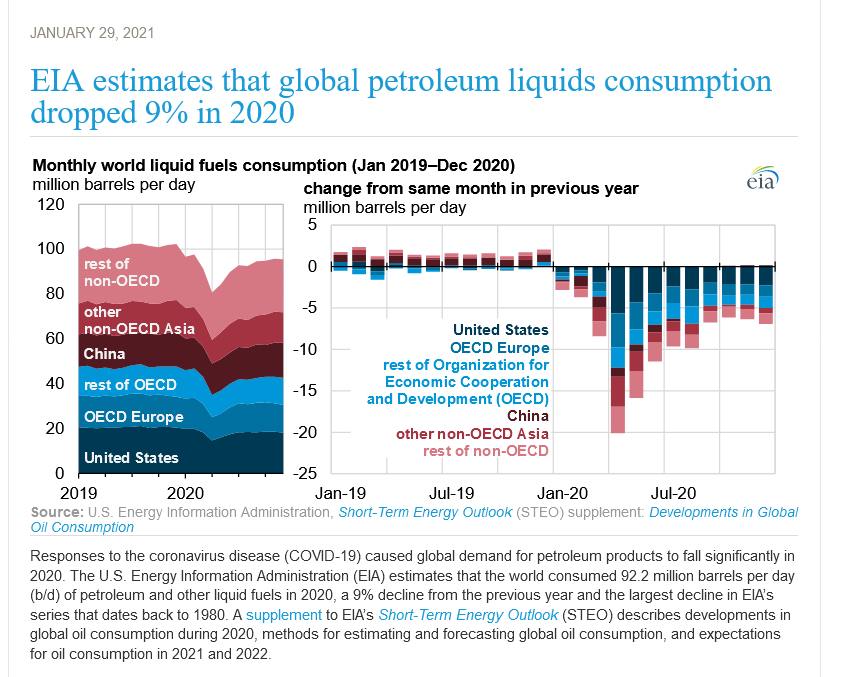 JANUARY 29, 2021
EIA estimates that global petroleum liquids consumption
dropped 9% in 2020
Monthly world liquid fuels consumption (Jan 2019–Dec 2020)
million barrels per day
120
100
80
60
40
20
0
2019
2020
rest of
non-OECD
other
non-OECD Asia
China
rest of OECD
OECD Europe
United States
change from same month in previous year
million barrels per day
eia
5
0
-5
-10
-15
-20
-25
Jan-19
Jul-19
Jan-20
Jul-20
United States
OECD Europe
rest of Organization for
Economic Cooperation
and Development (OECD)
China
other non-OECD Asia
rest of non-OECD
Source: U.S. Energy Information Administration, Short-Term Energy Outlook (STEO) supplement: Developments in Global
Oil Consumption
Responses to the coronavirus disease (COVID-19) caused global demand for petroleum products to fall significantly in
2020. The U.S. Energy Information Administration (EIA) estimates that the world consumed 92.2 million barrels per day
(b/d) of petroleum and other liquid fuels in 2020, a 9% decline from the previous year and the largest decline in EIA's
series that dates back to 1980. A supplement to EIA's Short-Term Energy Outlook (STEO) describes developments in
global oil consumption during 2020, methods for estimating and forecasting global oil consumption, and expectations
for oil consumption in 2021 and 2022.